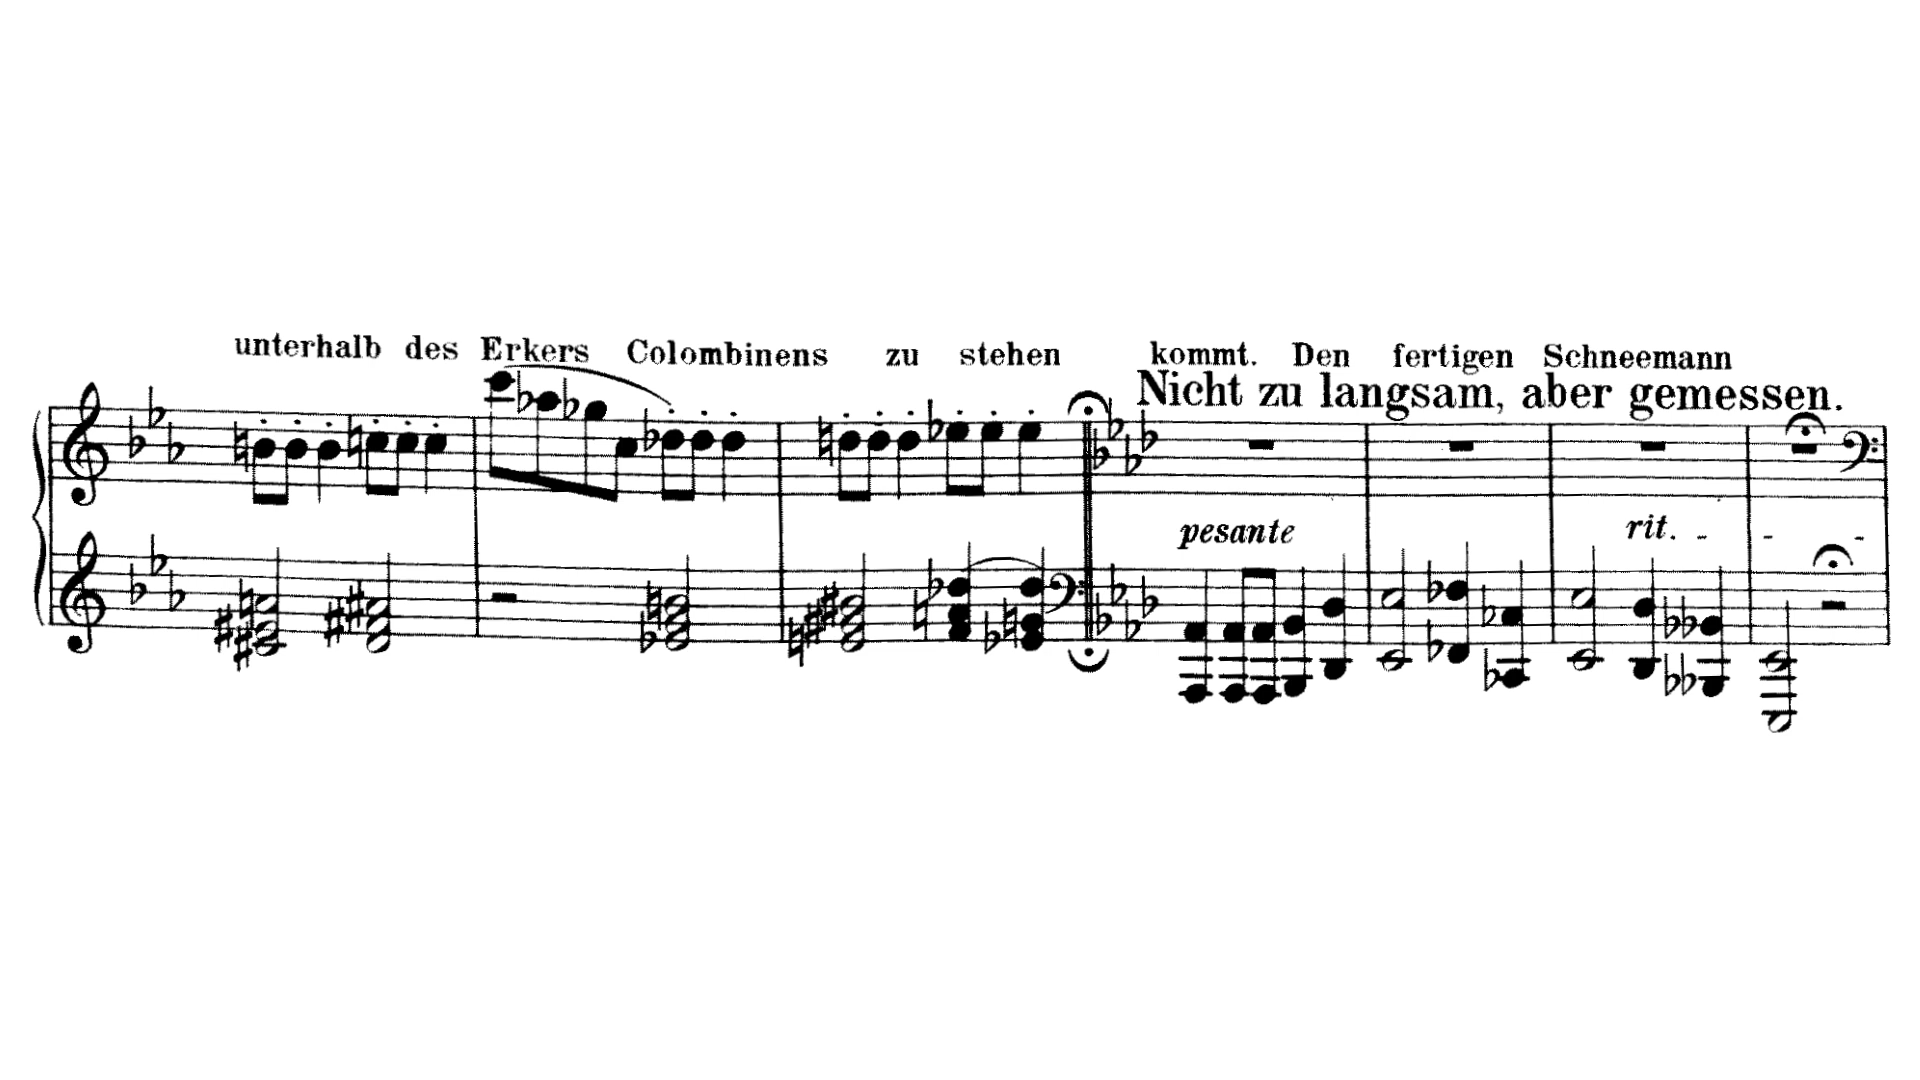 unterhalb des Erkers Colombinens zu stehen kommt. Den fertigen Schneemann
Nicht zu langsam, aber gemessen.
pesante
rit. - - -